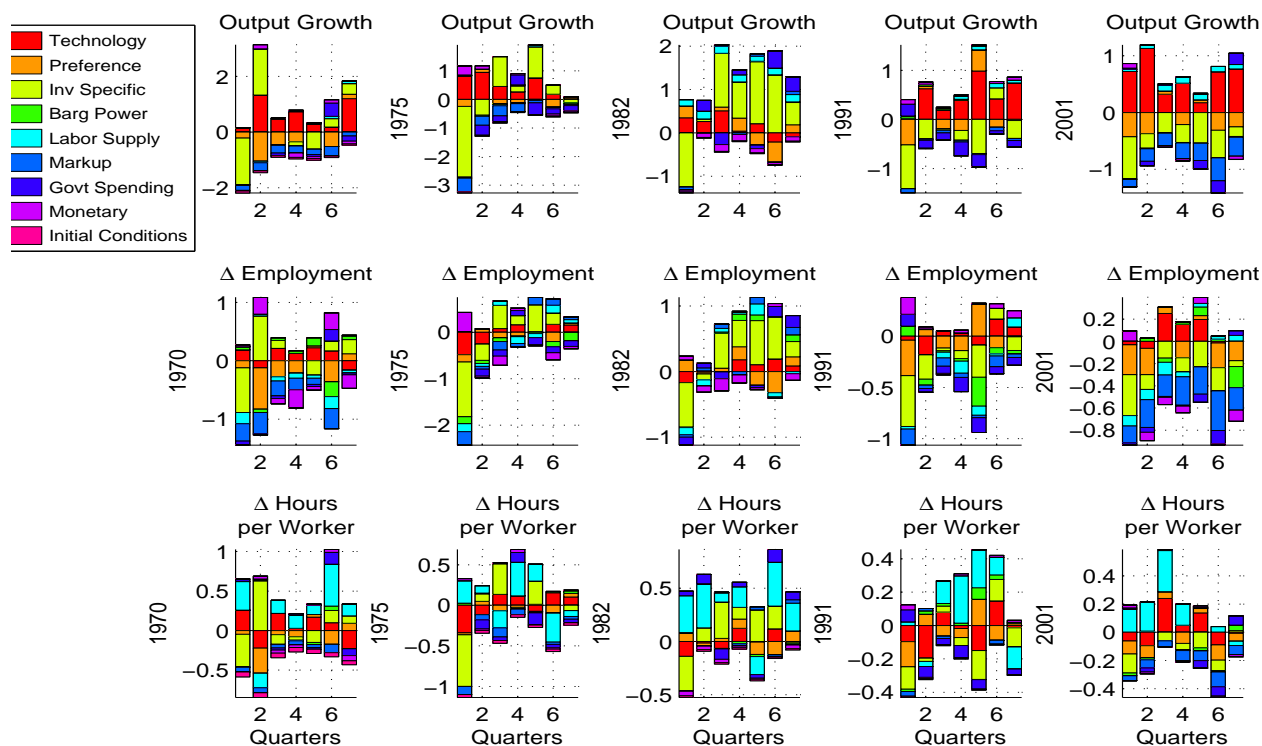 Technology
Preference
Inv Specific
Barg Power
Labor Supply
Markup
Govt Spending
Monetary
Initial Conditions
Output Growth
2
0
−2
2 4 6
Output Growth
1975
1
0
−1
−2
−3
2 4 6
Output Growth
1982
2
1
0
−1
2 4 6
Output Growth
1991
1
0
−1
2 4 6
Output Growth
2001
1
0
−1
2 4 6
Δ Employment
1970
1
0
−1
2 4 6
Δ Employment
1975
0
−1
−2
2 4 6
Δ Employment
1982
1
0
−1
2 4 6
Δ Employment
1991
0
−0.5
−1
2 4 6
Δ Employment
2001
0.2
0
−0.2
−0.4
−0.6
−0.8
2 4 6
Δ Hours
per Worker
1970
1
0.5
0
−0.5
2 4 6
Quarters
Δ Hours
per Worker
1975
0.5
0
−0.5
−1
2 4 6
Quarters
Δ Hours
per Worker
1982
0.5
0
−0.5
2 4 6
Quarters
Δ Hours
per Worker
1991
0.4
0.2
0
−0.2
−0.4
2 4 6
Quarters
Δ Hours
per Worker
2001
0.4
0.2
0
−0.2
−0.4
2 4 6
Quarters